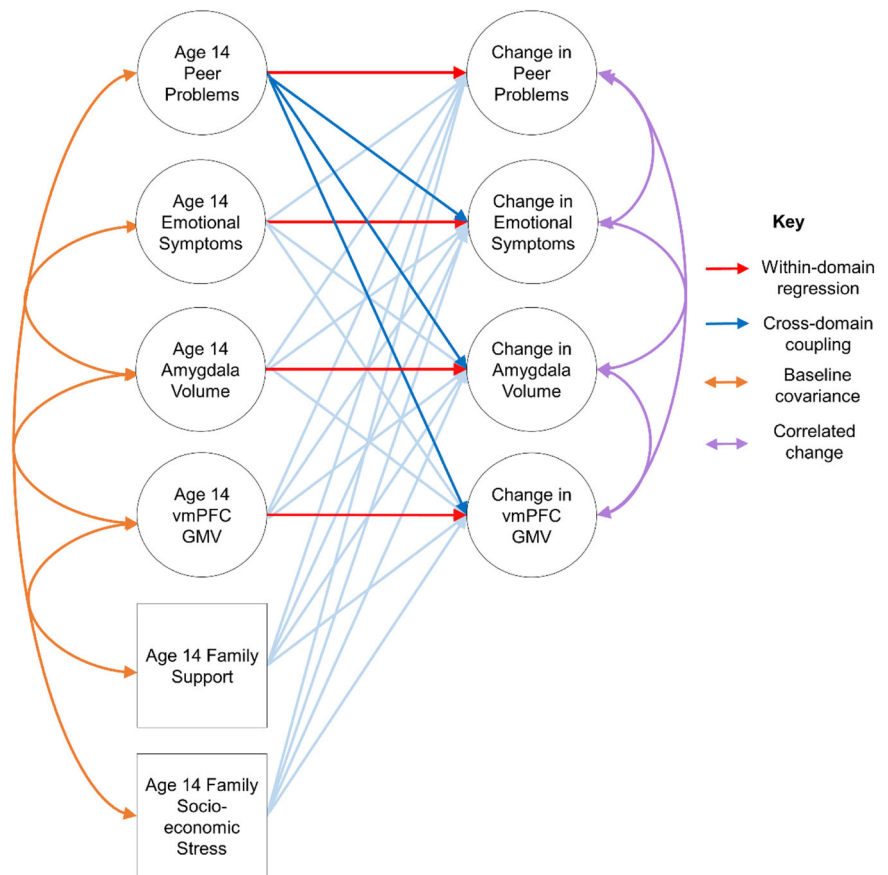 Age 14
Peer
Problems
Change in
Peer
Problems
Age 14
Emotional
Symptoms
Change in
Emotional
Symptoms
Age 14
Amygdala
Volume
Change in
Amygdala
Volume
Age 14
vmPFC
GMV
Change in
vmPFC
GMV
Age 14 Family
Support
Age 14 Family
Socio-
economic
Stress
Key
Within-domain
regression
Cross-domain
coupling
Baseline
covariance
Correlated
change